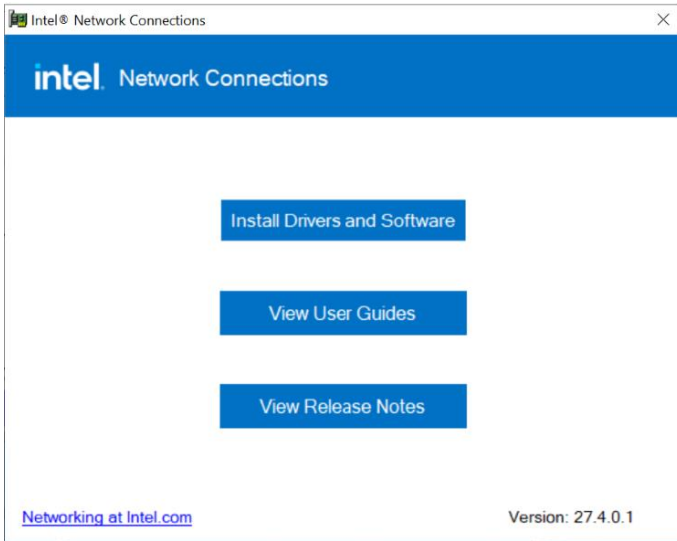 Intel® Network Connections
intel. Network Connections
Install Drivers and Software
View User Guides
View Release Notes
Networking at Intel.com
Version: 27.4.0.1